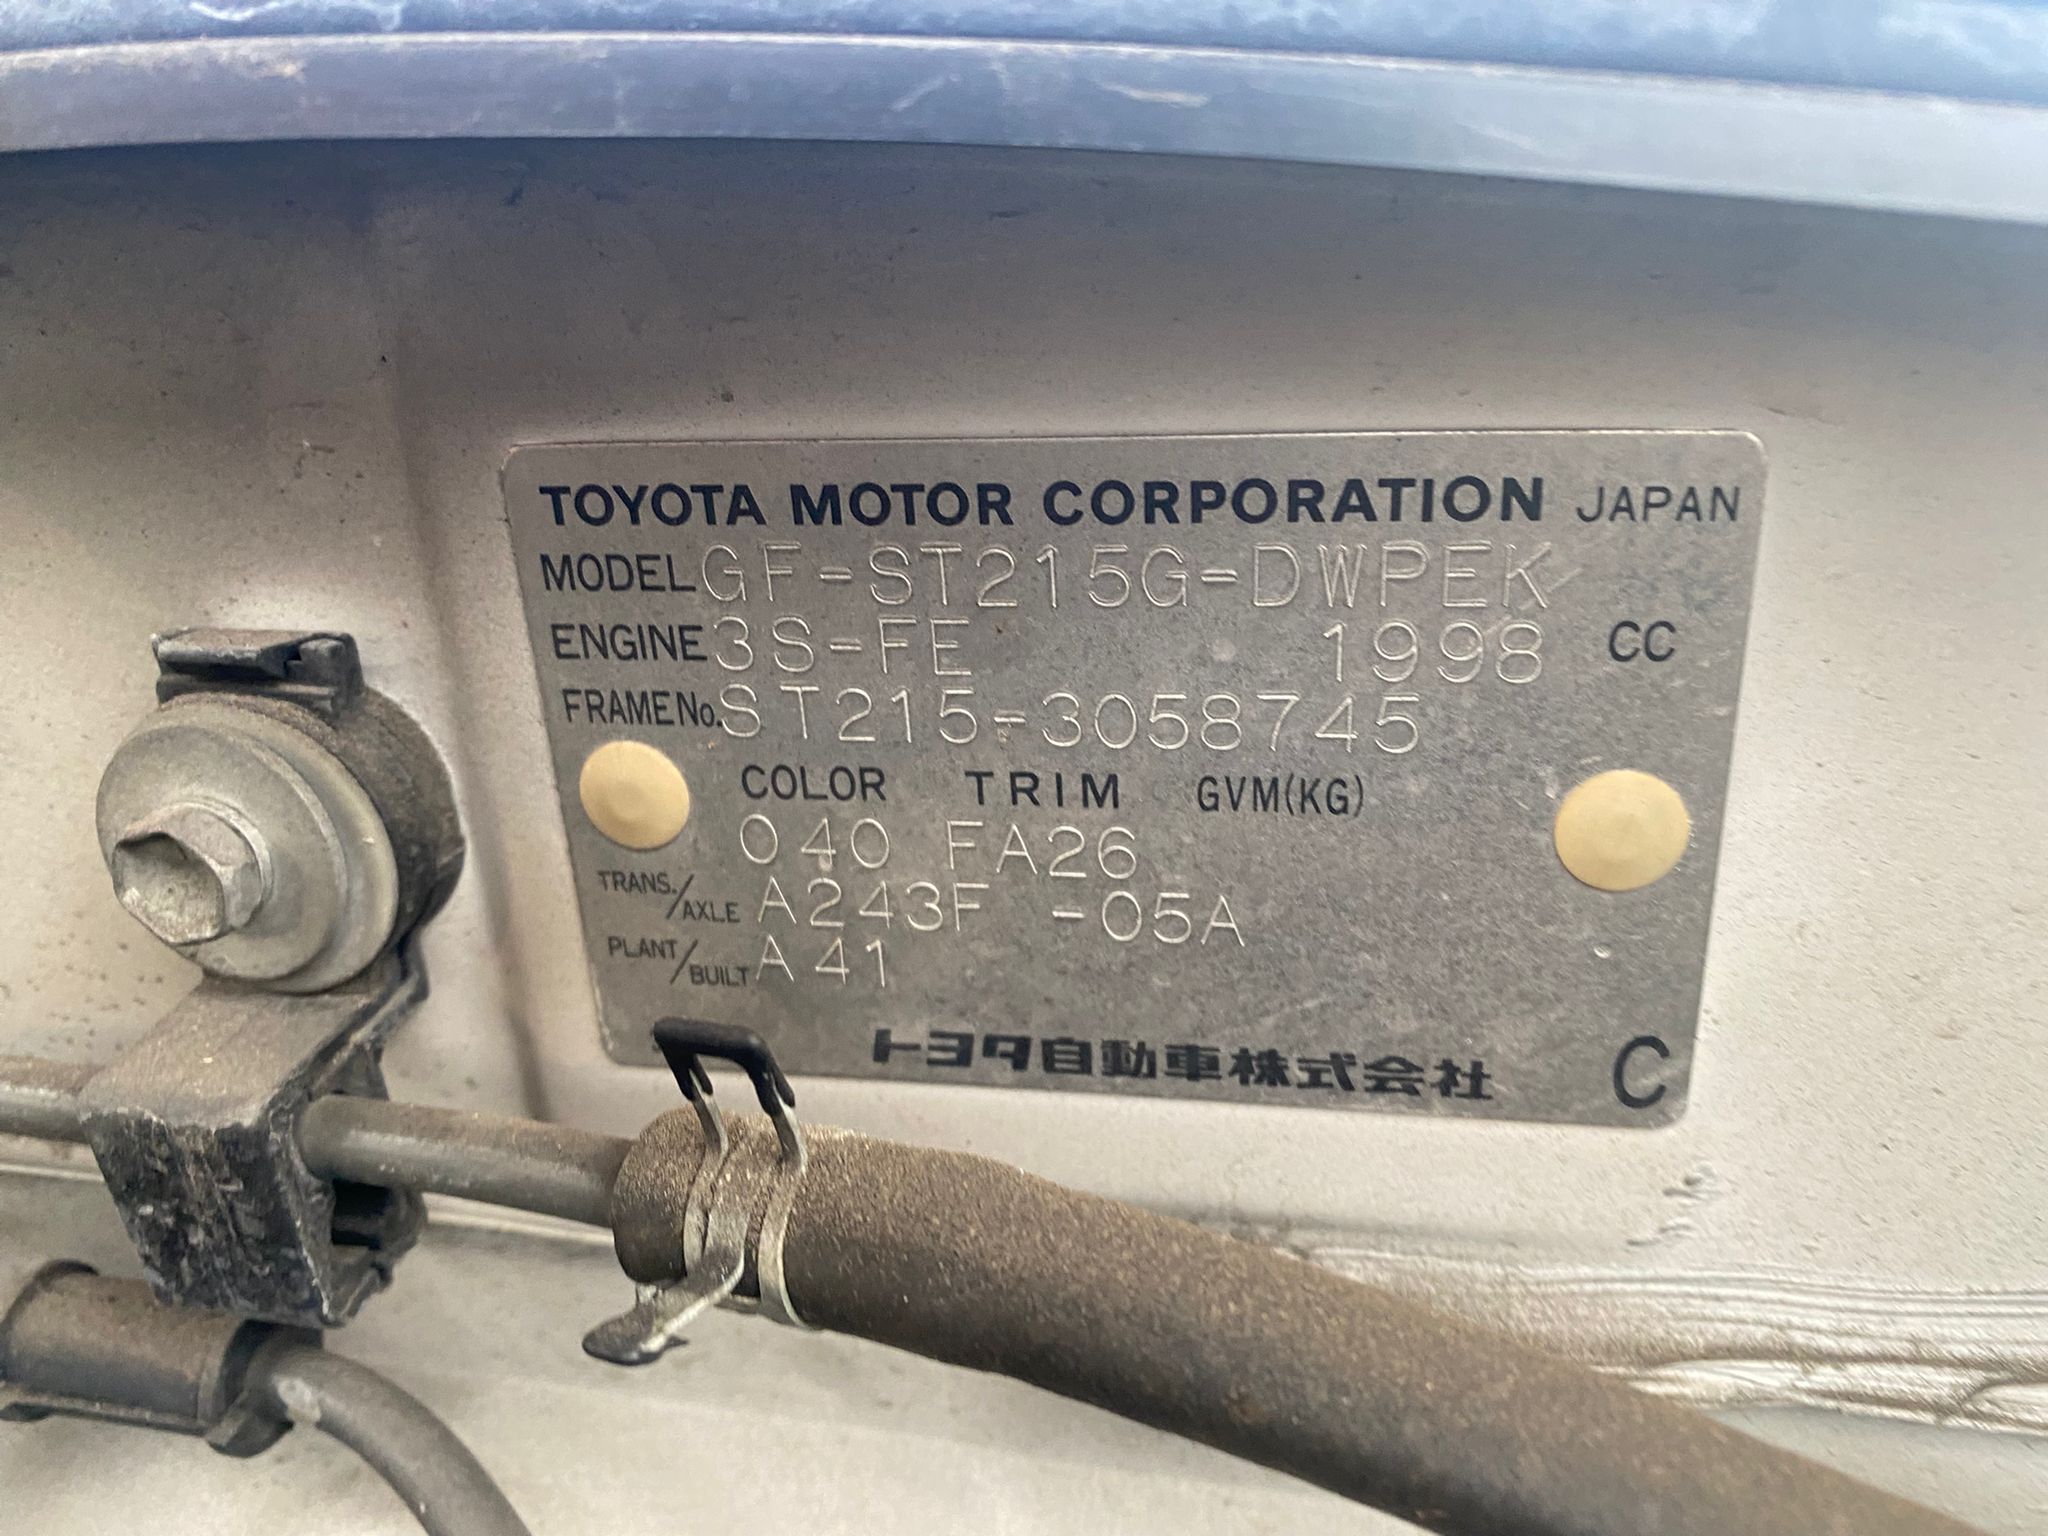 TOYOTA MOTOR CORPORATION JAPAN
MODEL GF-ST215G-DWPEK
ENGINE 3S-FE 1998 CC
FRAME No. ST215-3058745
COLOR TRIM GVM(KG)
040 FA26
TRANS./AXLE A243F -05A
PLANT/BUILT A41
トヨタ自動車株式会社 C